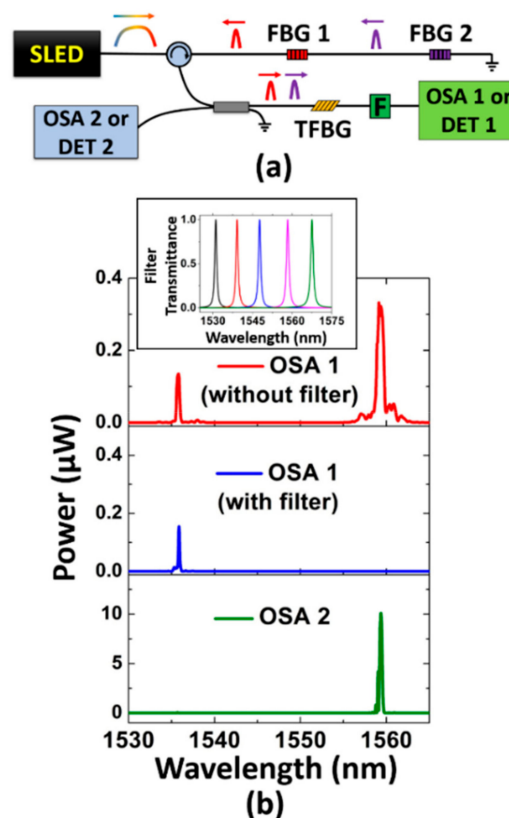 SLED
FBG 1
FBG 2
OSA 2 or
DET 2
TFBG
F
OSA 1 or
DET 1
(a)
Filter
Transmittance
1.0
0.5
0.0
1530 1545 1560 1575
Wavelength (nm)
Power (μW)
0.4
0.2
0.0
OSA 1
(without filter)
0.4
0.2
0.0
OSA 1
(with filter)
10
5
0
OSA 2
1530 1540 1550 1560
Wavelength (nm)
(b)